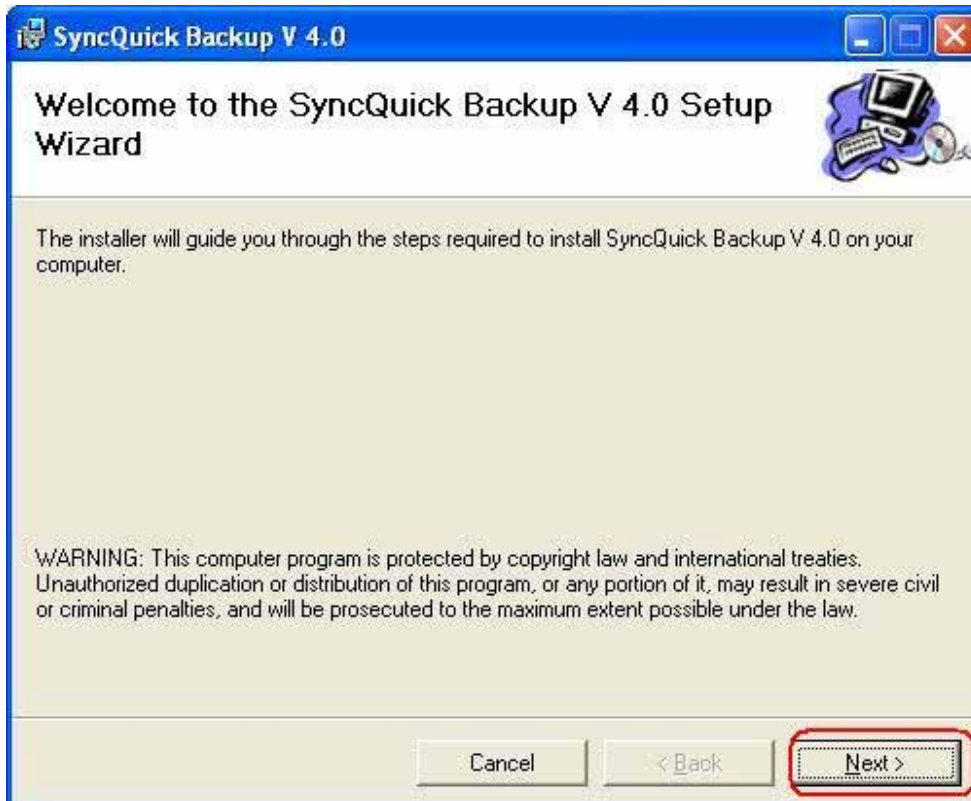 SyncQuick Backup V 4.0
Welcome to the SyncQuick Backup V 4.0 Setup
Wizard
The installer will guide you through the steps required to install SyncQuick Backup V 4.0 on your
computer.
WARNING: This computer program is protected by copyright law and international treaties.
Unauthorized duplication or distribution of this program, or any portion of it, may result in severe civil
or criminal penalties, and will be prosecuted to the maximum extent possible under the law.
Cancel
< Back
Next >